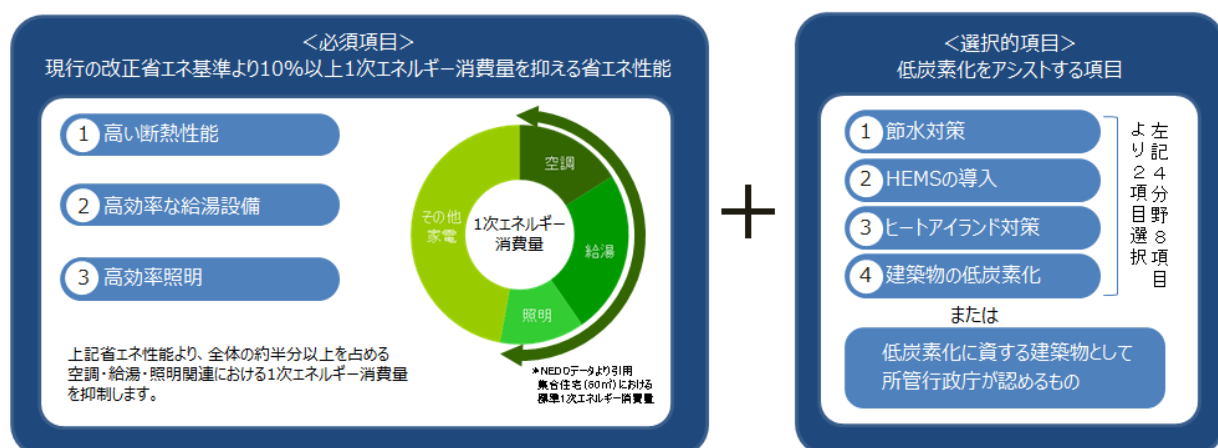 <必須項目>
現行の改正省エネ基準より10%以上1次エネルギー消費量を抑える省エネ性能
1 高い断熱性能
2 高効率な給湯設備
3 高効率照明
上記省エネ性能より、全体の約半分以上を占める
空調・給湯・照明関連における1次エネルギー消費量
を抑制します。
空調
給湯
照明
その他
家電
1次エネルギー
消費量
*NEDOデータより引用
集合住宅(60㎡)における
標準1次エネルギー消費量
+
<選択的項目>
低炭素化をアシストする項目
1 節水対策
2 HEMSの導入
3 ヒートアイランド対策
4 建築物の低炭素化
左記4分野8項目
より2項目選択
または
低炭素化に資する建築物として
所管行政庁が認めるもの